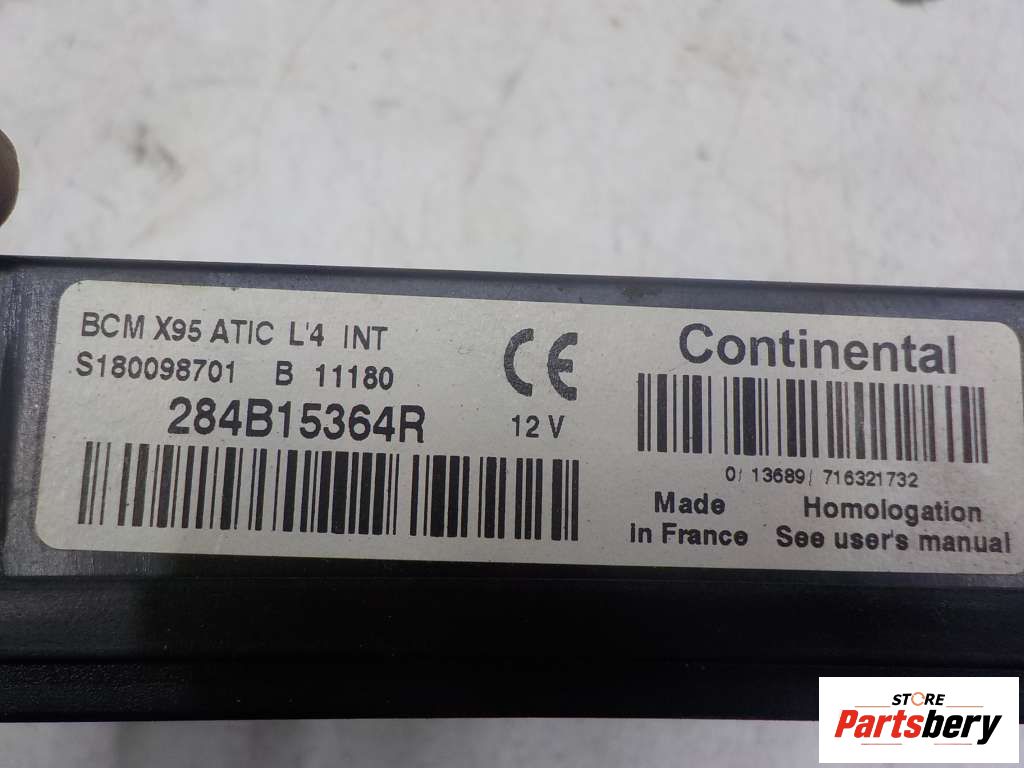 BCM X95 ATIC L'4 INT
S180098701 B 11180
284B15364R
CE
12 V
Continental
0/ 13689/ 716321732
Made
in France
Homologation
See user's manual
STORE
Partsbery